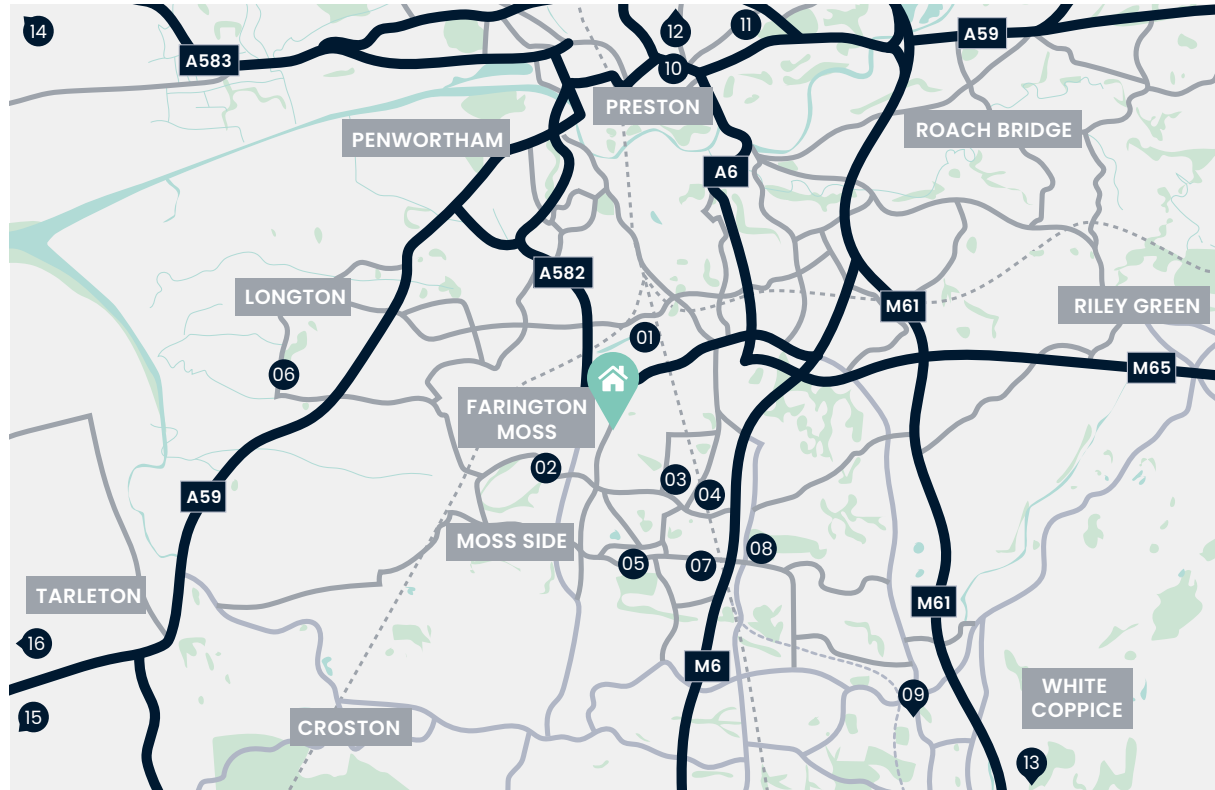 14
12
11
A583
A59
10
PRESTON
PENWORTHAM
ROACH BRIDGE
A6
A582
LONGTON
M61
RILEY GREEN
01
06
M65
FARINGTON
MOSS
02
03
04
A59
MOSS SIDE
05
07
08
TARLETON
M61
16
M6
09
WHITE
COPPICE
15
CROSTON
13